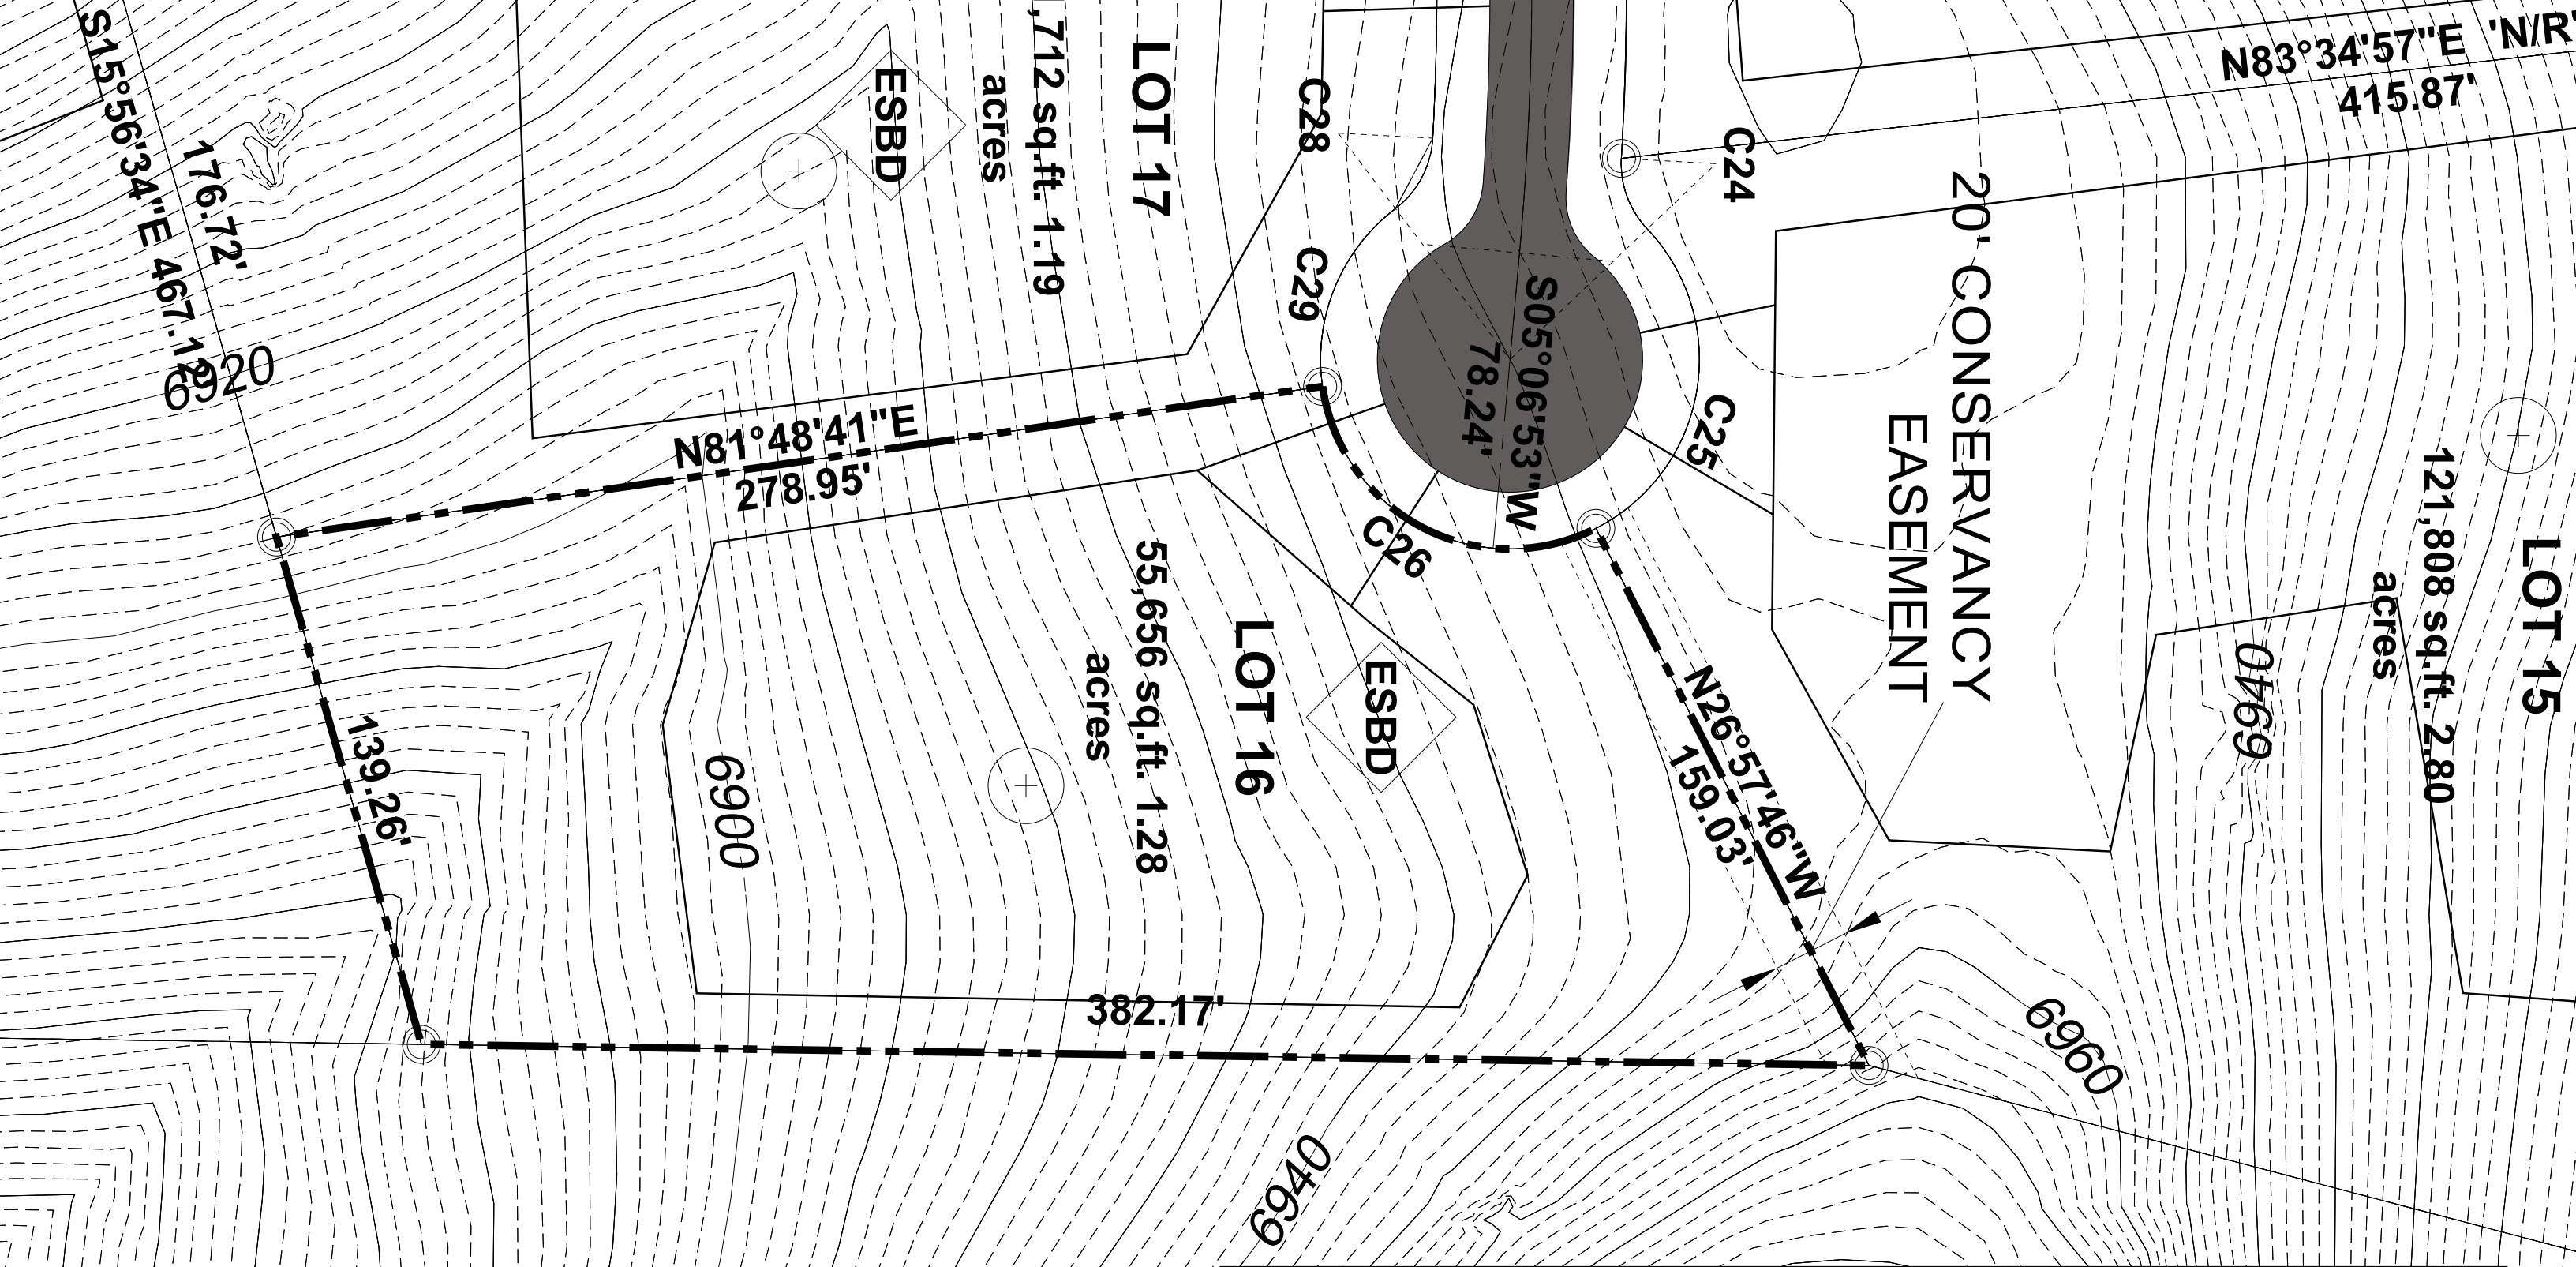 S15°56'34"E 467.12'
176.72'
6920
ESBD
LOT 17
,712 sq.ft. 1.19
acres
C28
C29
C24
C25
C26
S05°06'53"W
78.24'
N83°34'57"E 'N/R'
415.87'
20' CONSERVANCY
EASEMENT
N81°48'41"E
278.95'
139.26'
6900
LOT 16
55,656 sq.ft. 1.28
acres
ESBD
382.17'
N26°57'46"W
159.03'
6940
LOT 15
121,808 sq.ft. 2.80
acres
6960
6940